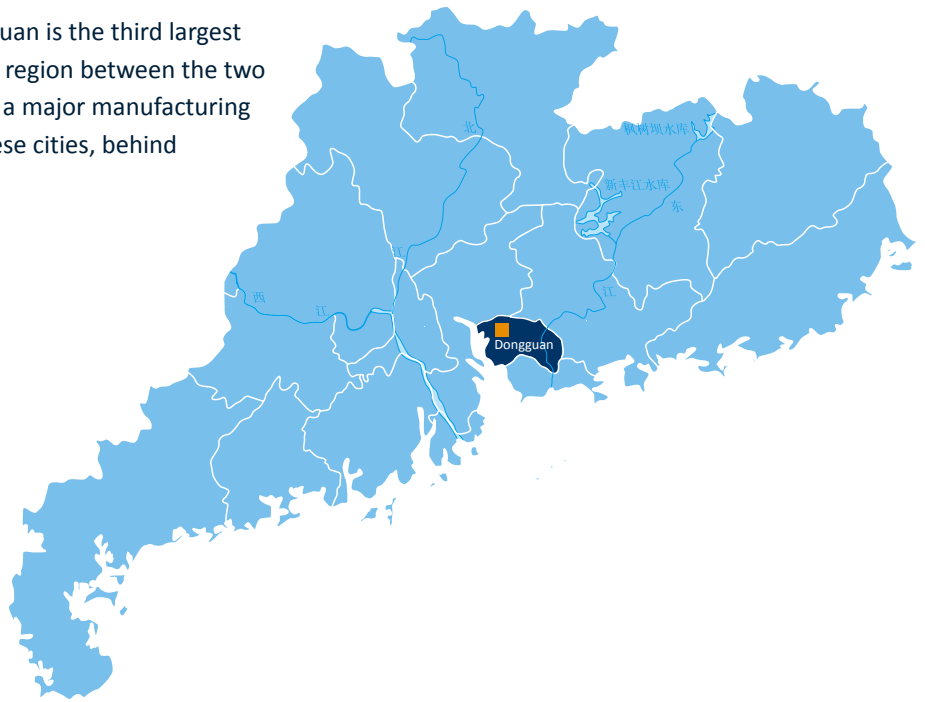 uan is the third largest
region between the two
a major manufacturing
ese cities, behind
北
枫树坝水库
新丰江水库
东
江
西
江
江
Dongguan